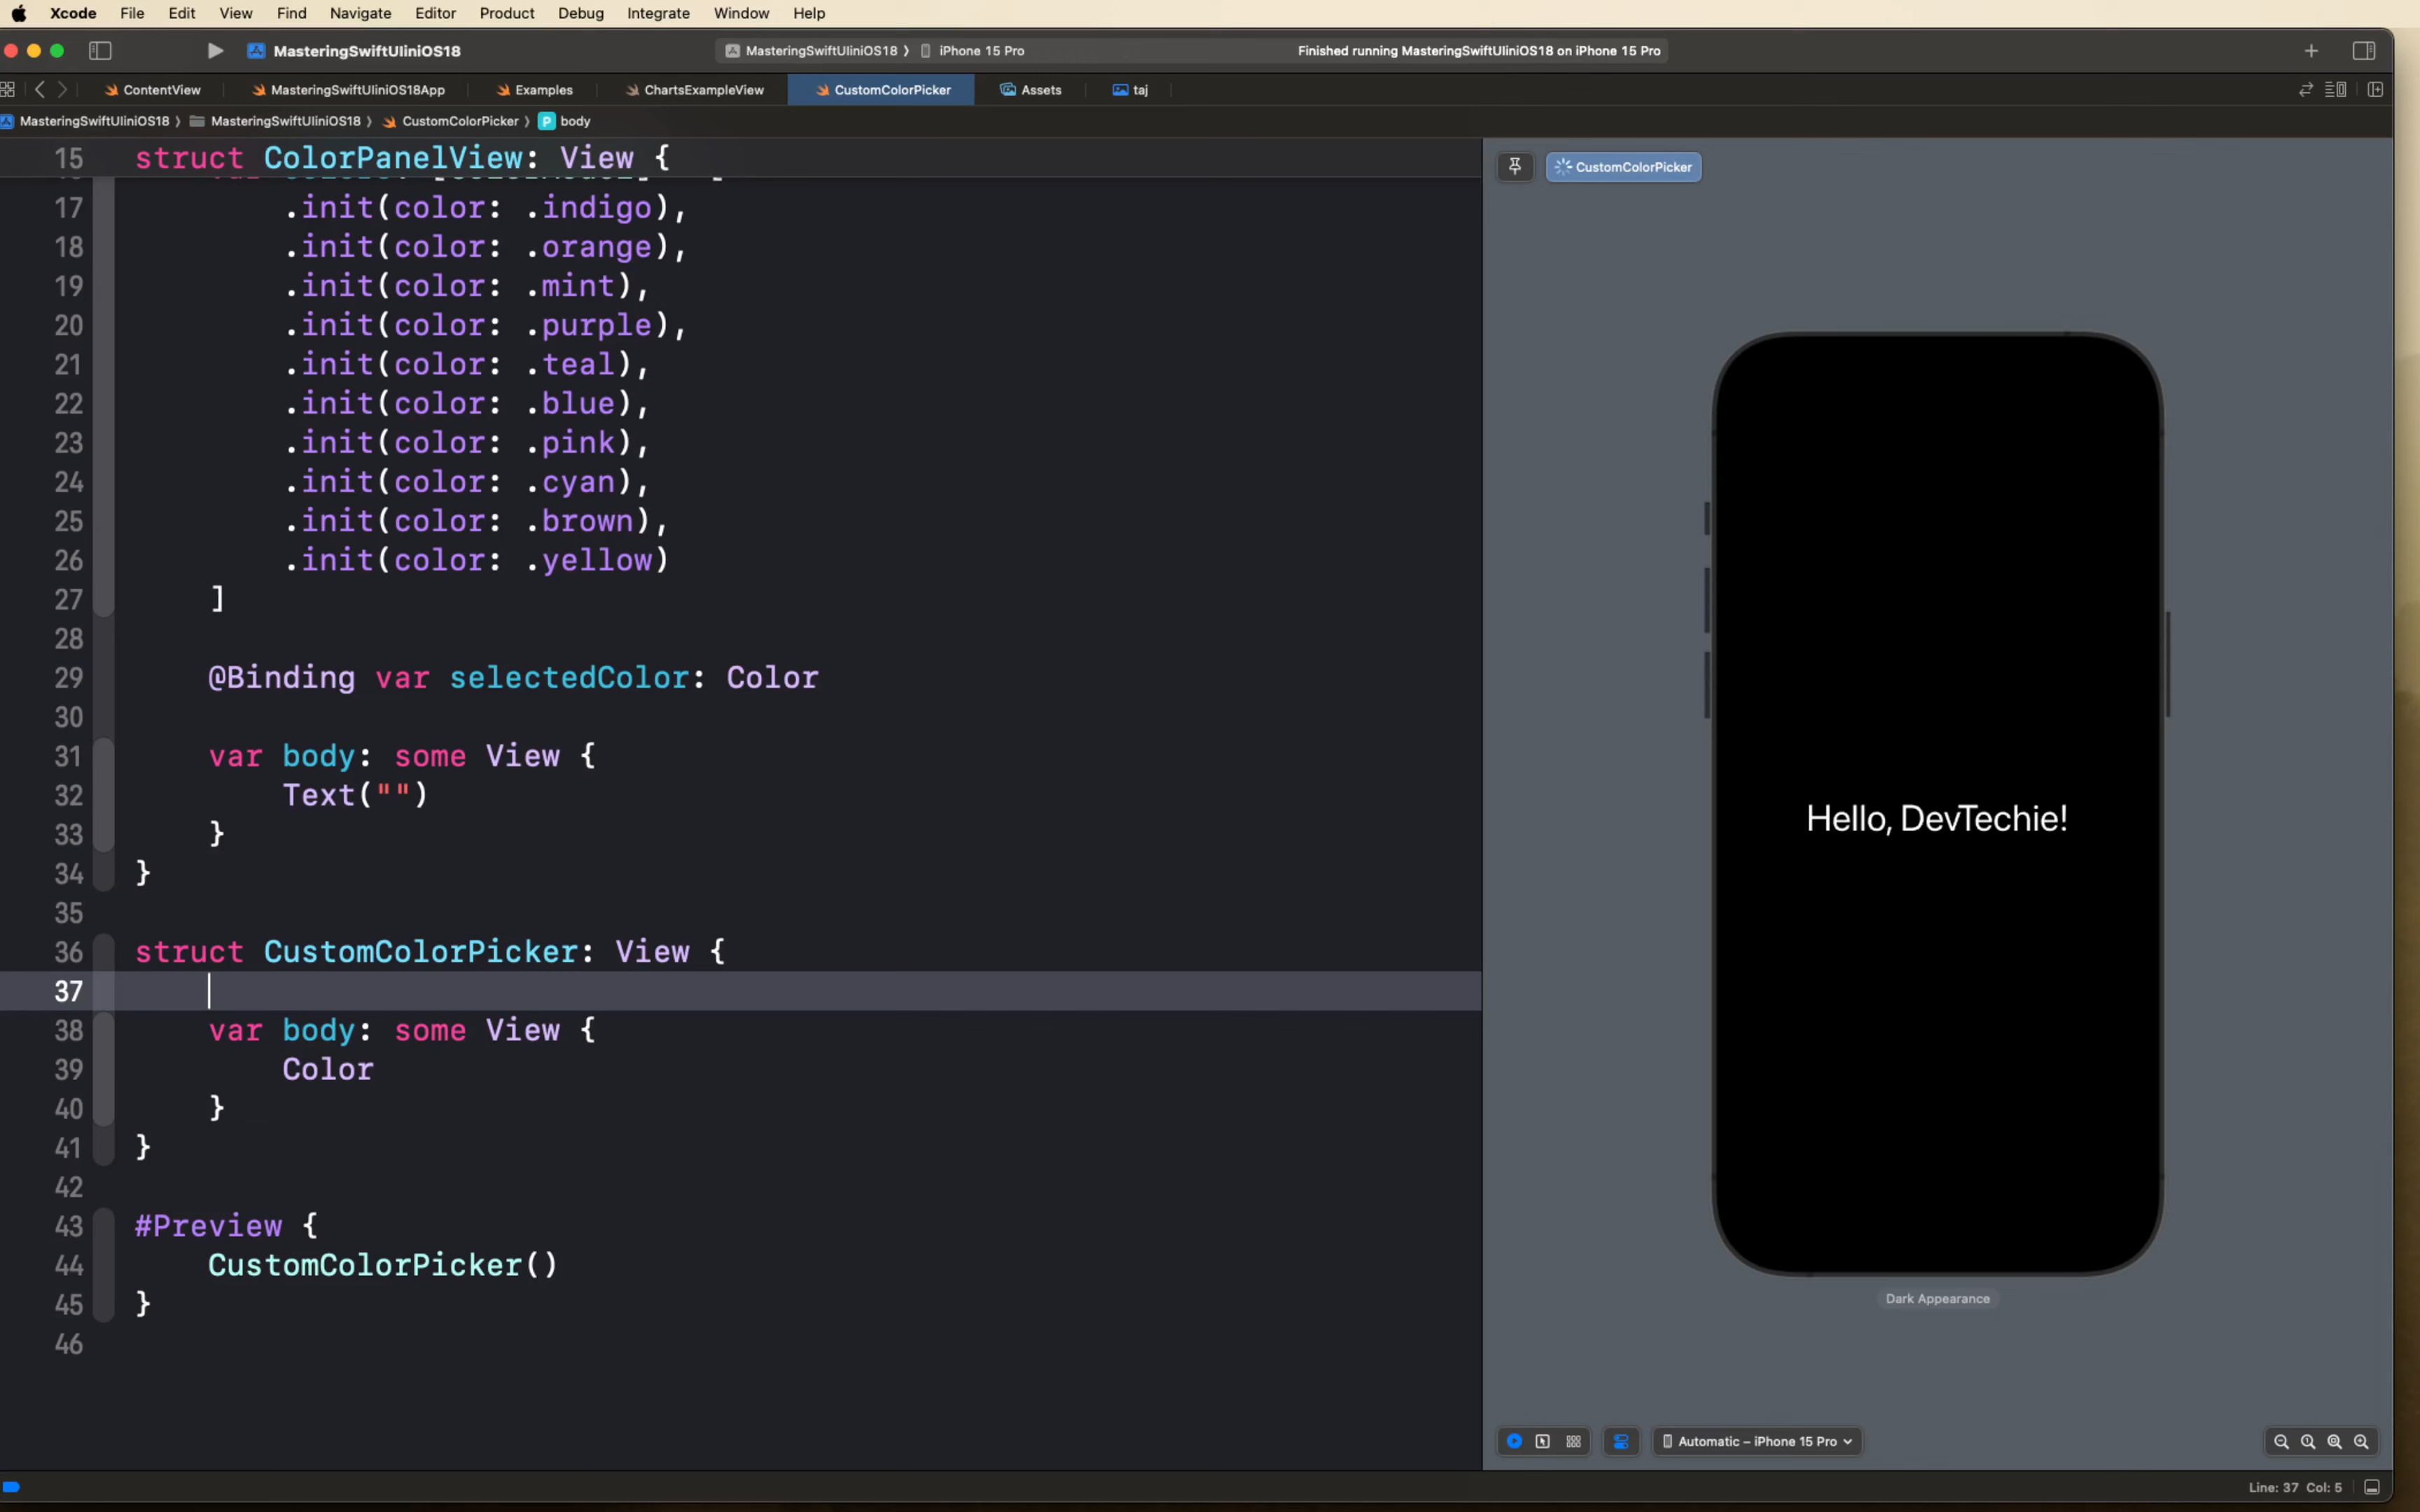 Xcode File Edit View Find Navigate Editor Product Debug Integrate Window Help
MasteringSwiftUIiniOS18 MasteringSwiftUIiniOS18 iPhone 15 Pro Finished running MasteringSwiftUIiniOS18 on iPhone 15 Pro
ContentView MasteringSwiftUIiniOS18App Examples ChartsExampleView CustomColorPicker Assets taj
MasteringSwiftUIiniOS18 MasteringSwiftUIiniOS18 CustomColorPicker P body
15 struct ColorPanelView: View {
17 .init(color: .indigo),
18 .init(color: .orange),
19 .init(color: .mint),
20 .init(color: .purple),
21 .init(color: .teal),
22 .init(color: .blue),
23 .init(color: .pink),
24 .init(color: .cyan),
25 .init(color: .brown),
26 .init(color: .yellow)
27 ]
28
29 @Binding var selectedColor: Color
30
31 var body: some View {
32 Text("")
33 }
34 }
35
36 struct CustomColorPicker: View {
37
38 var body: some View {
39 Color
40 }
41 }
42
43 #Preview {
44 CustomColorPicker()
45 }
46
CustomColorPicker
Hello, DevTechie!
Dark Appearance
Automatic – iPhone 15 Pro
Line: 37 Col: 5